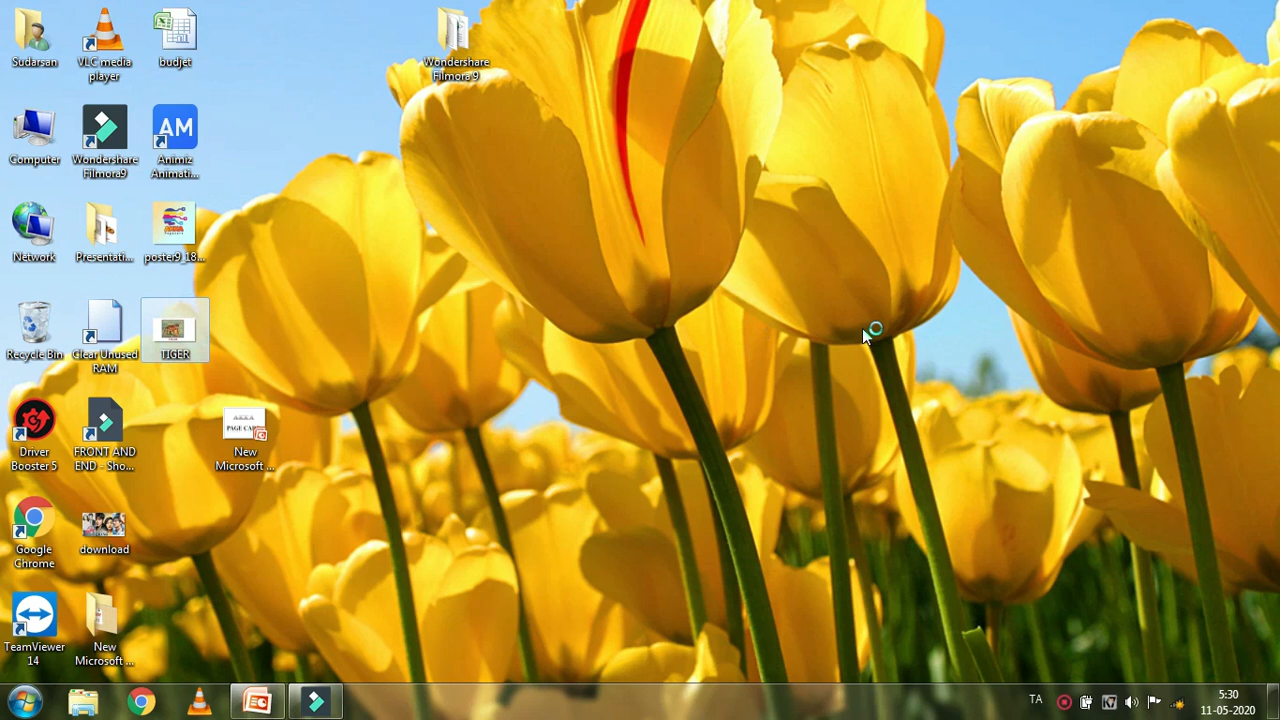 Sudarsan
VLC media
player
budjet
Wondershare
Filmora 9
Computer
Wondershare
Filmora9
AM
Animiz
Animati...
Network
Presentati...
poster9_18...
Recycle Bin
Clear Unused
RAM
TIGER
Driver
Booster 5
FRONT AND
END - Sho...
AKKA
New
Microsoft ...
Google
Chrome
download
TeamViewer
14
New
Microsoft ...
TA
5:30
11-05-2020